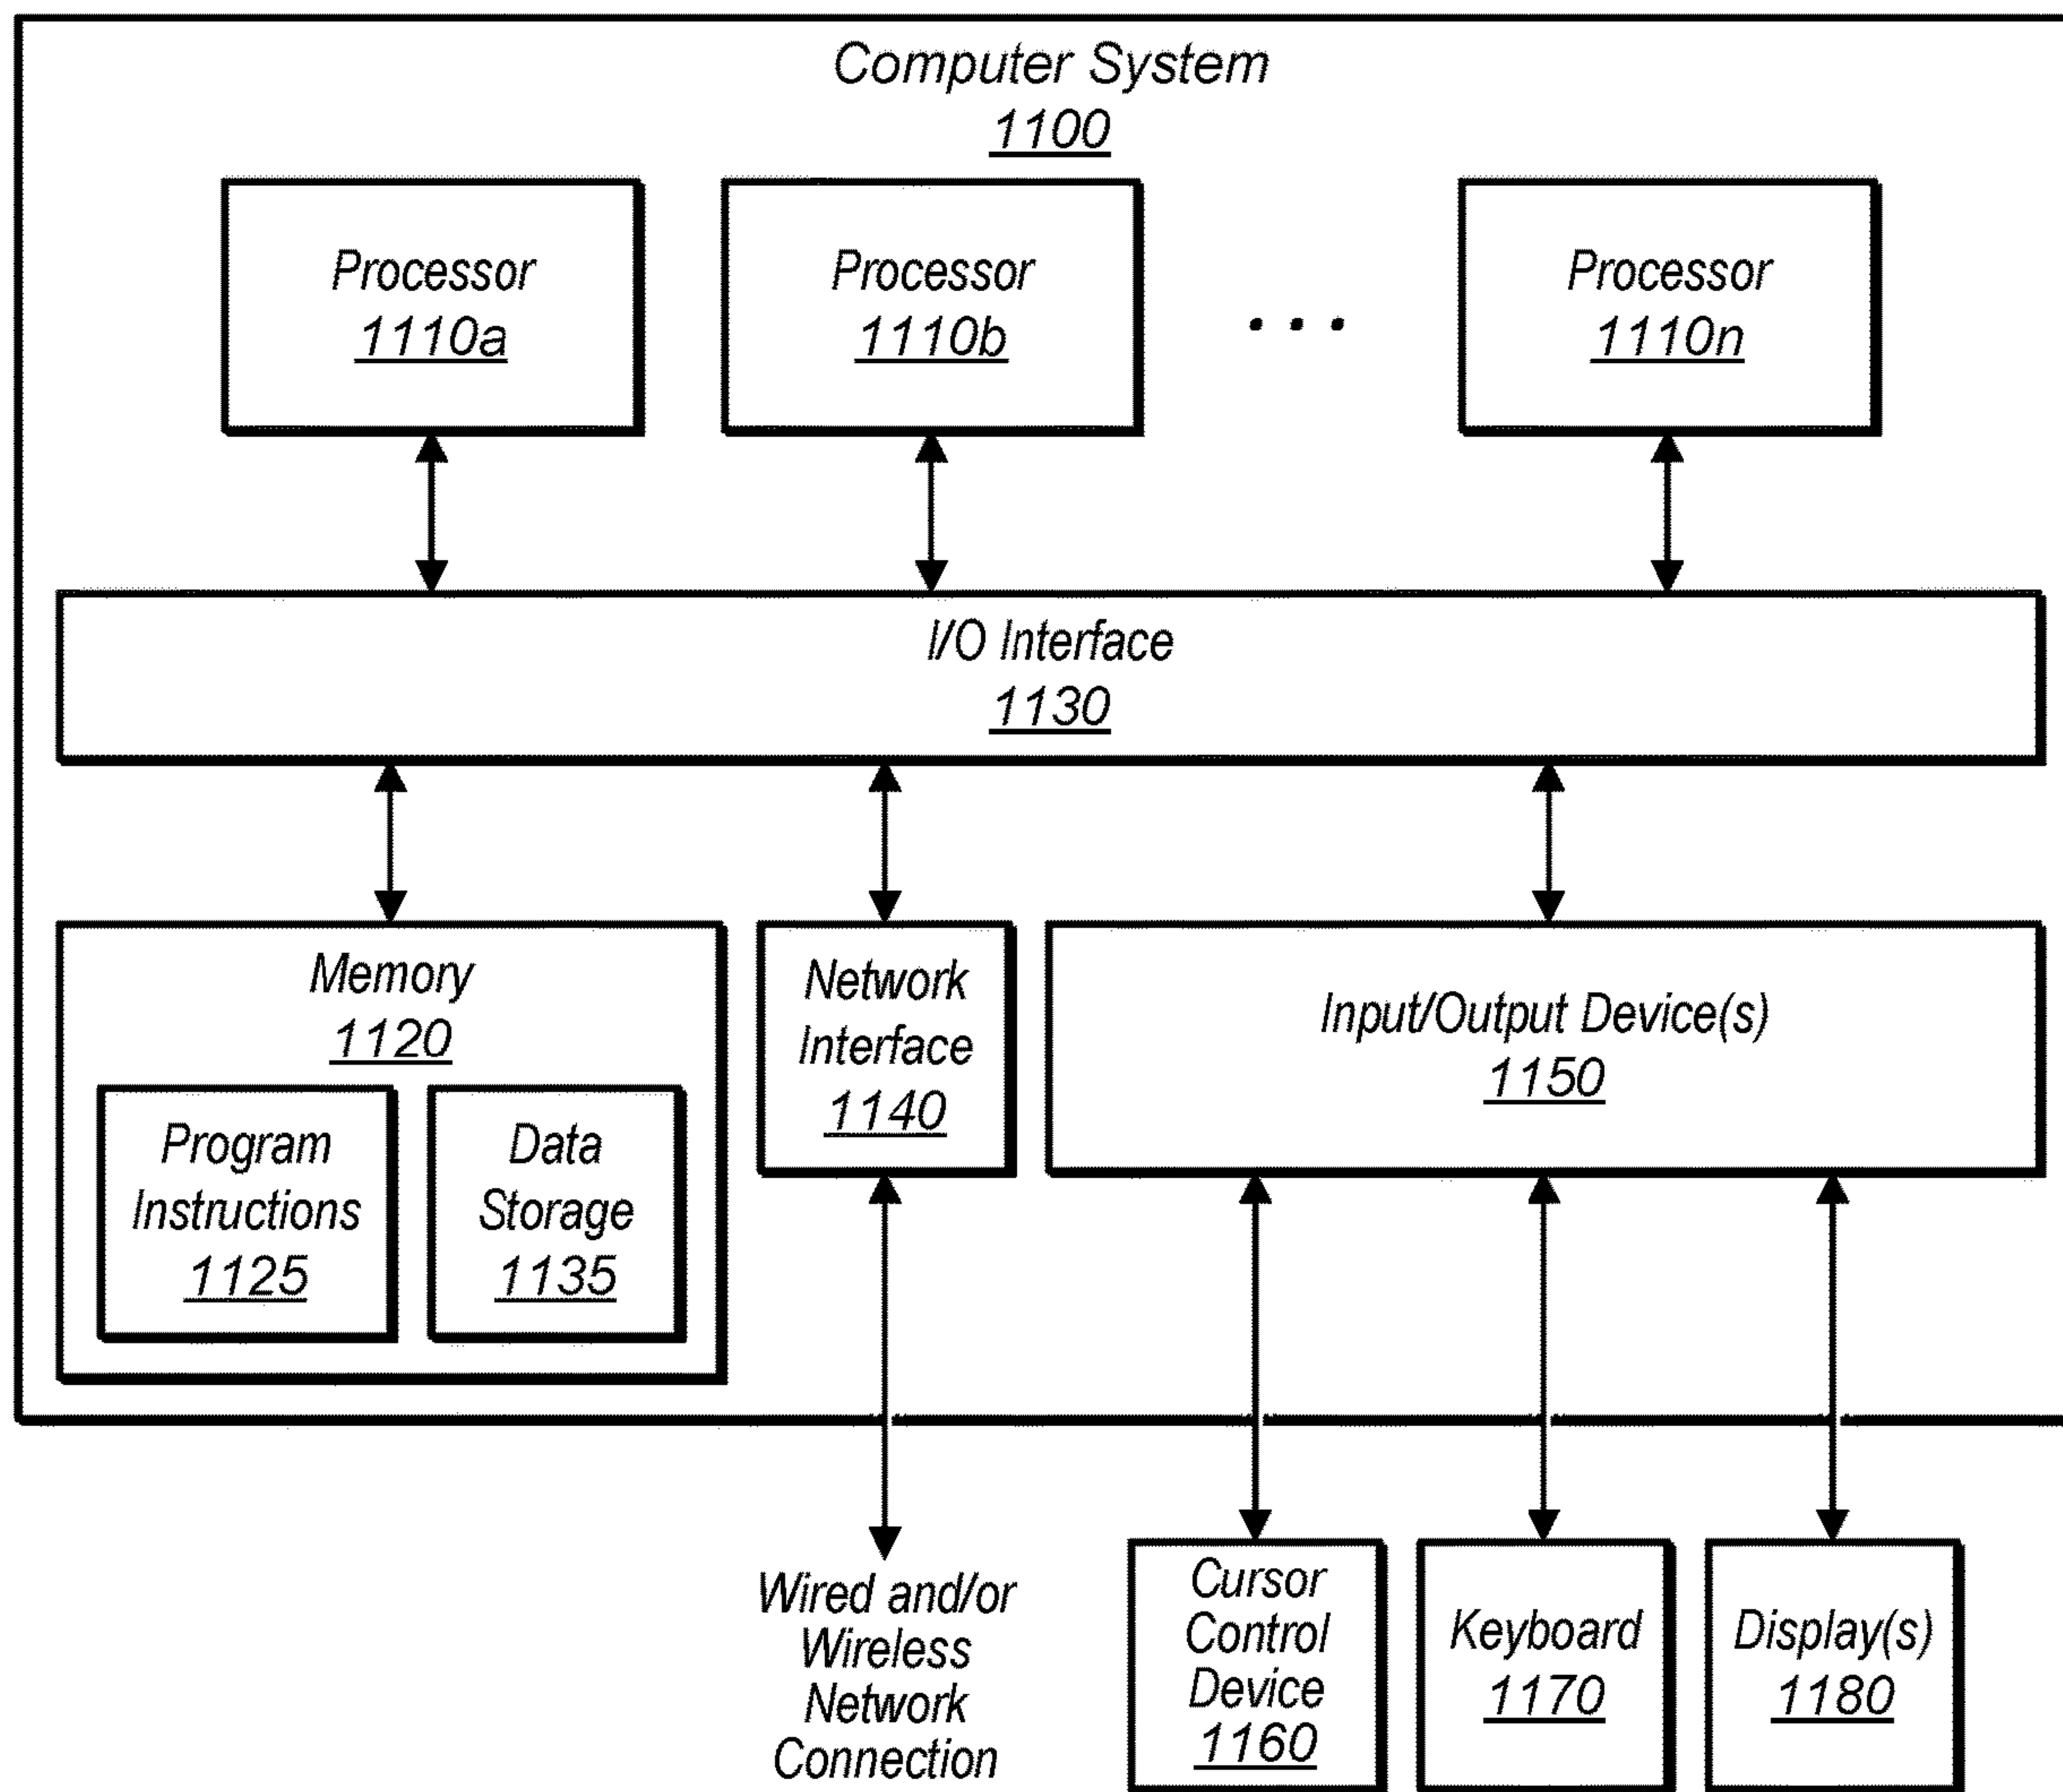 Computer System
1100
Processor
1110a
Processor
1110b
. . .
Processor
1110n
I/O Interface
1130
Memory
1120
Program
Instructions
1125
Data
Storage
1135
Network
Interface
1140
Input/Output Device(s)
1150
Wired and/or
Wireless
Network
Connection
Cursor
Control
Device
1160
Keyboard
1170
Display(s)
1180